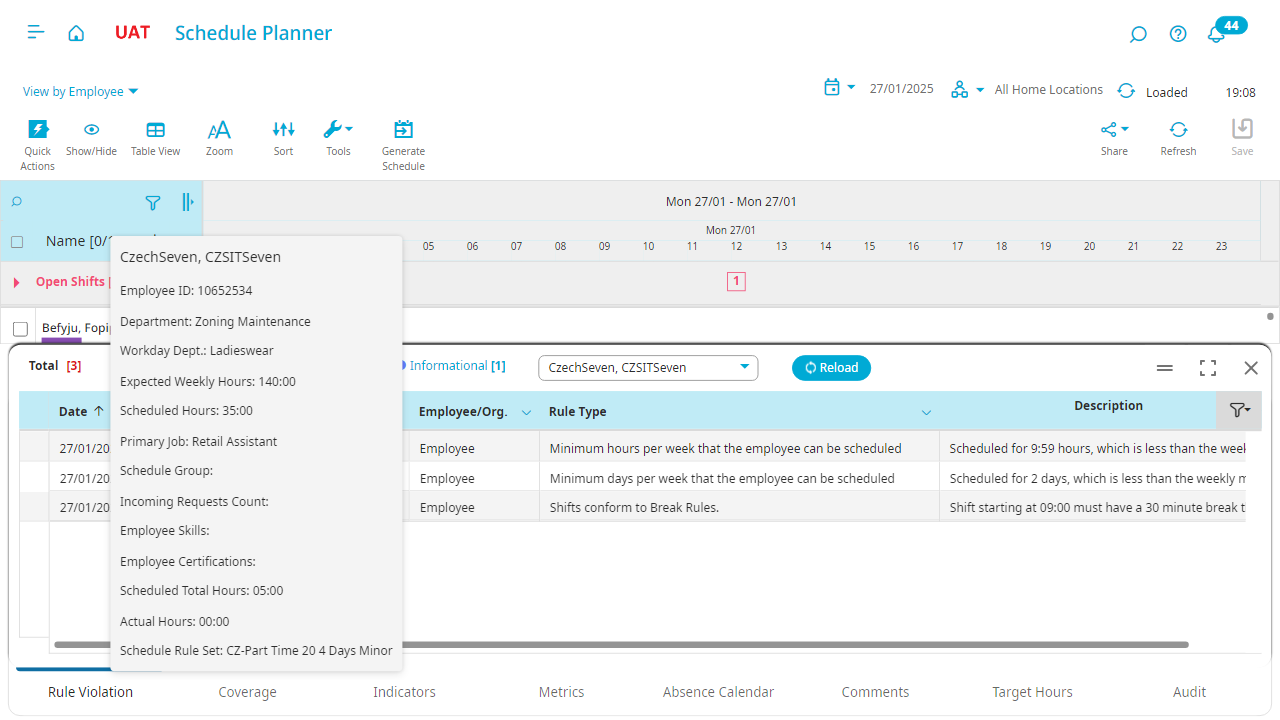 UAT
Schedule Planner
44
View by Employee
27/01/2025
All Home Locations
Loaded
19:08
Quick Actions
Show/Hide
Table View
Zoom
Sort
Tools
Generate Schedule
Share
Refresh
Save
Mon 27/01 - Mon 27/01
Name [0/
Mon 27/01
05 06 07 08 09 10 11 12 13 14 15 16 17 18 19 20 21 22 23
Open Shifts
1
Befyju, Fopi
CzechSeven, CZSITSeven
Employee ID: 10652534
Department: Zoning Maintenance
Workday Dept.: Ladieswear
Expected Weekly Hours: 140:00
Scheduled Hours: 35:00
Primary Job: Retail Assistant
Schedule Group:
Incoming Requests Count:
Employee Skills:
Employee Certifications:
Scheduled Total Hours: 05:00
Actual Hours: 00:00
Schedule Rule Set: CZ-Part Time 20 4 Days Minor
Total [3]
Informational [1]
CzechSeven, CZSITSeven
Reload
Date
Employee/Org.
Rule Type
Description
27/01/20
Employee
Minimum hours per week that the employee can be scheduled
Scheduled for 9:59 hours, which is less than the week
27/01/20
Employee
Minimum days per week that the employee can be scheduled
Scheduled for 2 days, which is less than the weekly m
27/01/20
Employee
Shifts conform to Break Rules.
Shift starting at 09:00 must have a 30 minute break t
Rule Violation
Coverage
Indicators
Metrics
Absence Calendar
Comments
Target Hours
Audit